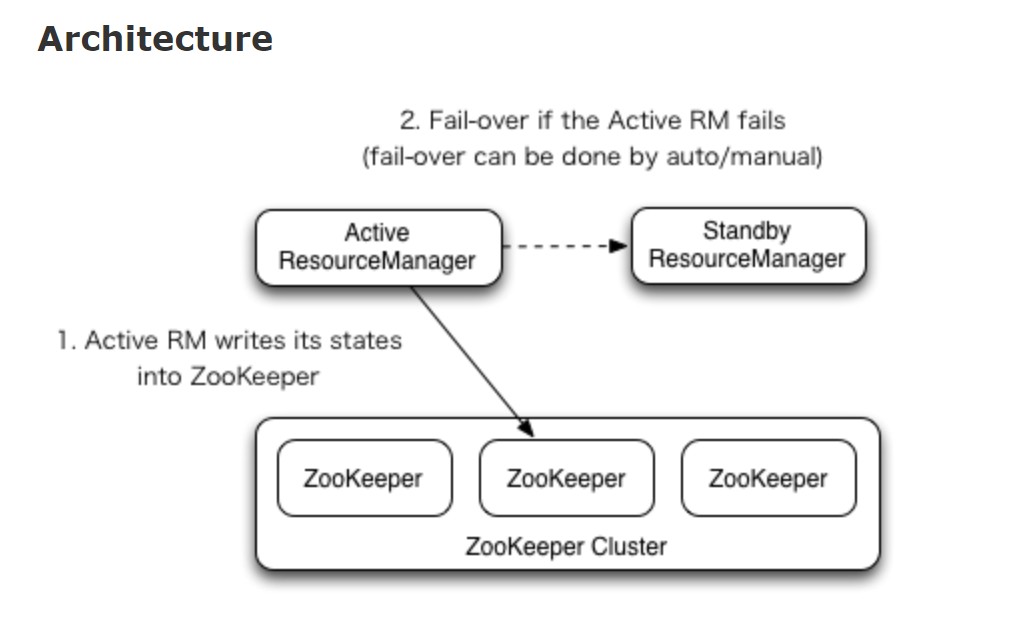 Architecture
2. Fail-over if the Active RM fails
(fail-over can be done by auto/manual)
Active
ResourceManager
Standby
ResourceManager
1. Active RM writes its states
into ZooKeeper
ZooKeeper
ZooKeeper
ZooKeeper
ZooKeeper Cluster